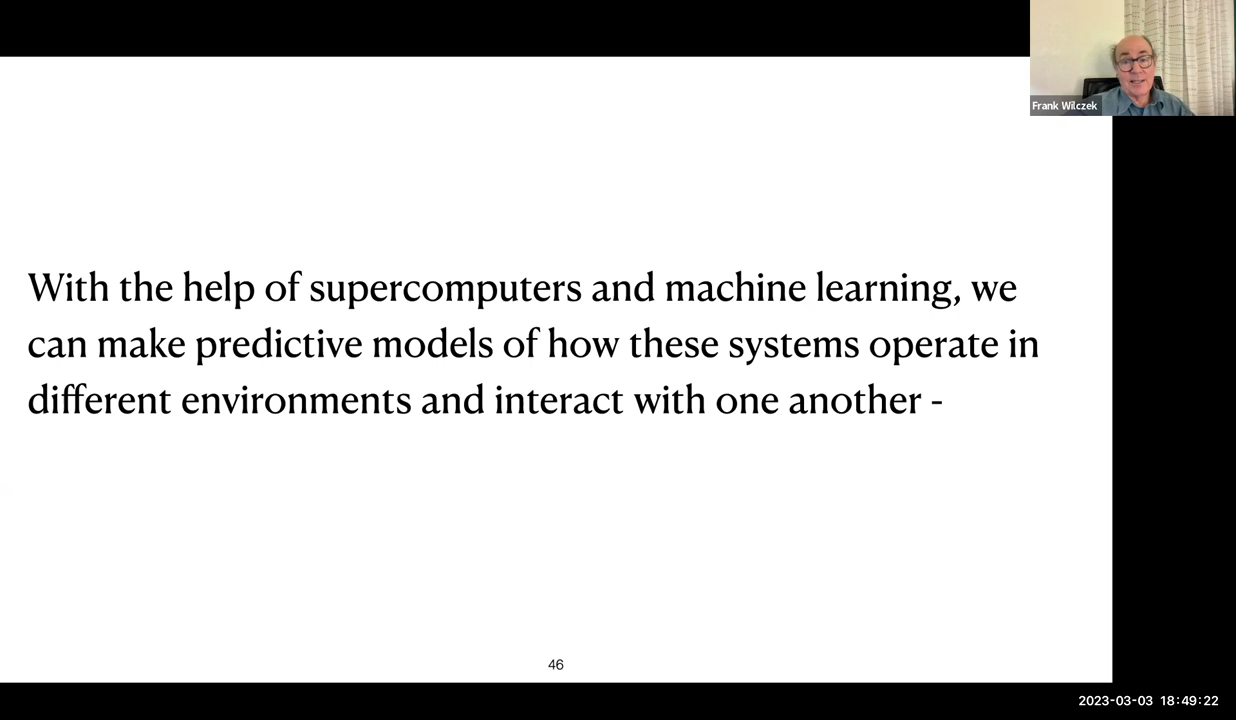 Frank Wilczek
With the help of supercomputers and machine learning, we
can make predictive models of how these systems operate in
different environments and interact with one another -
46
2023-03-03 18:49:22